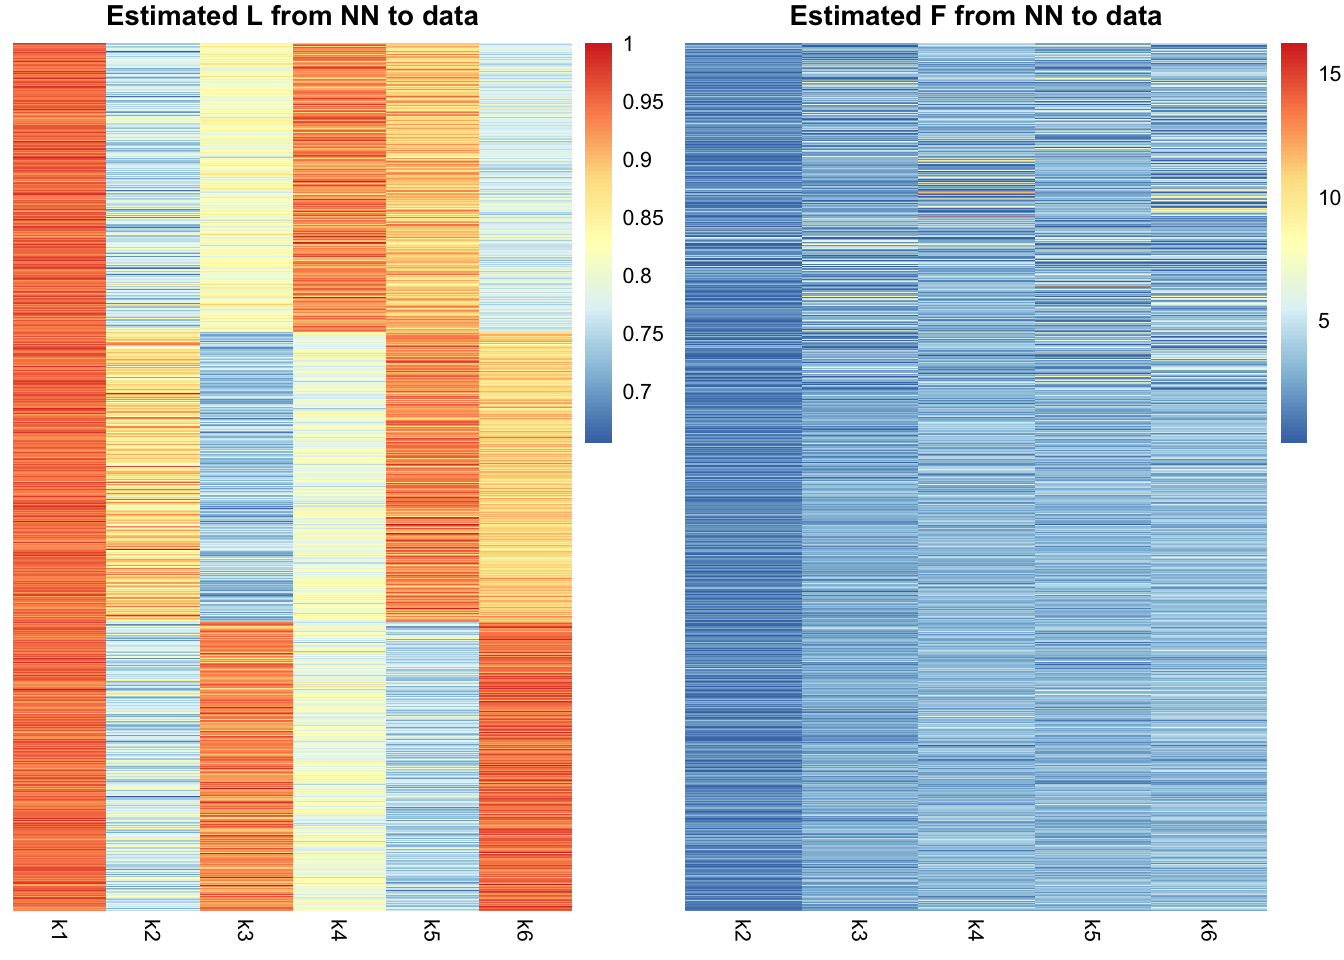 Estimated L from NN to data
1
0.95
0.9
0.85
0.8
0.75
0.7
k1
k2
k3
k4
k5
k6
Estimated F from NN to data
15
10
5
k2
k3
k4
k5
k6